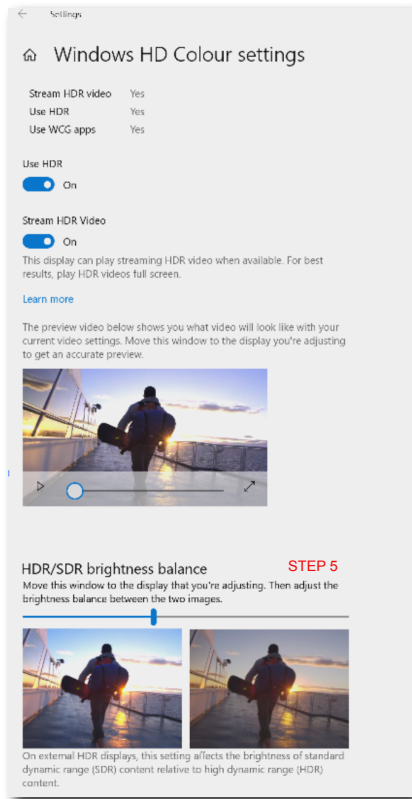 Settings
Windows HD Colour settings
Stream HDR video Yes
Use HDR Yes
Use WCG apps Yes
Use HDR
On
Stream HDR Video
On
This display can play streaming HDR video when available. For best
results, play HDR videos full screen.
Learn more
The preview video below shows you what video will look like with your
current video settings. Move this window to the display you're adjusting
to get an accurate preview.
HDR/SDR brightness balance STEP 5
Move this window to the display that you're adjusting. Then adjust the
brightness balance between the two images.
On external HDR displays, this setting affects the brightness of standard
dynamic range (SDR) content relative to high dynamic range (HDR)
content.